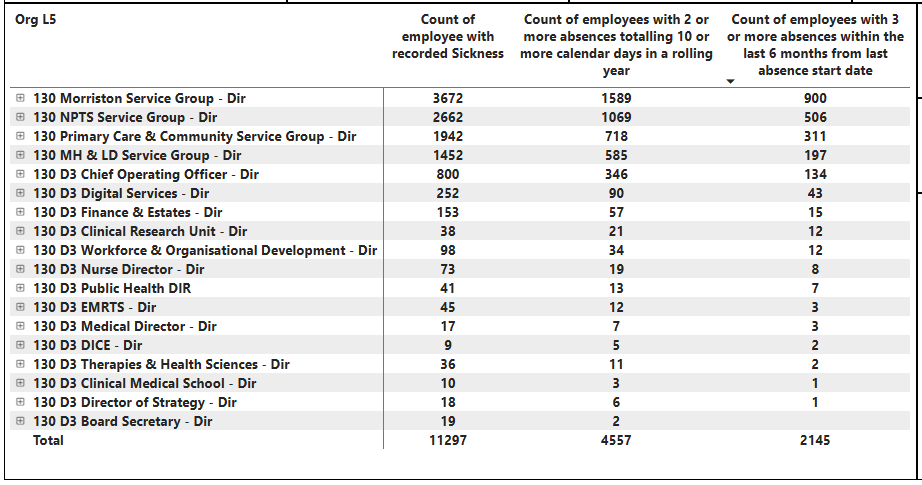 Org L5 Count of Count of employees with 2 or Count of employees with 3
employee with more absences totalling 10 or or more absences within the
recorded Sickness more calendar days in a rolling last 6 months from last
year absence start date
130 Morriston Service Group - Dir 3672 1589 900
130 NPTS Service Group - Dir 2662 1069 506
130 Primary Care & Community Service Group - Dir 1942 718 311
130 MH & LD Service Group - Dir 1452 585 197
130 D3 Chief Operating Officer - Dir 800 346 134
130 D3 Digital Services - Dir 252 90 43
130 D3 Finance & Estates - Dir 153 57 15
130 D3 Clinical Research Unit - Dir 38 21 12
130 D3 Workforce & Organisational Development - Dir 98 34 12
130 D3 Nurse Director - Dir 73 19 8
130 D3 Public Health DIR 41 13 7
130 D3 EMRTS - Dir 45 12 3
130 D3 Medical Director - Dir 17 7 3
130 D3 DICE - Dir 9 5 2
130 D3 Therapies & Health Sciences - Dir 36 11 2
130 D3 Clinical Medical School - Dir 10 3 1
130 D3 Director of Strategy - Dir 18 6 1
130 D3 Board Secretary - Dir 19 2
Total 11297 4557 2145